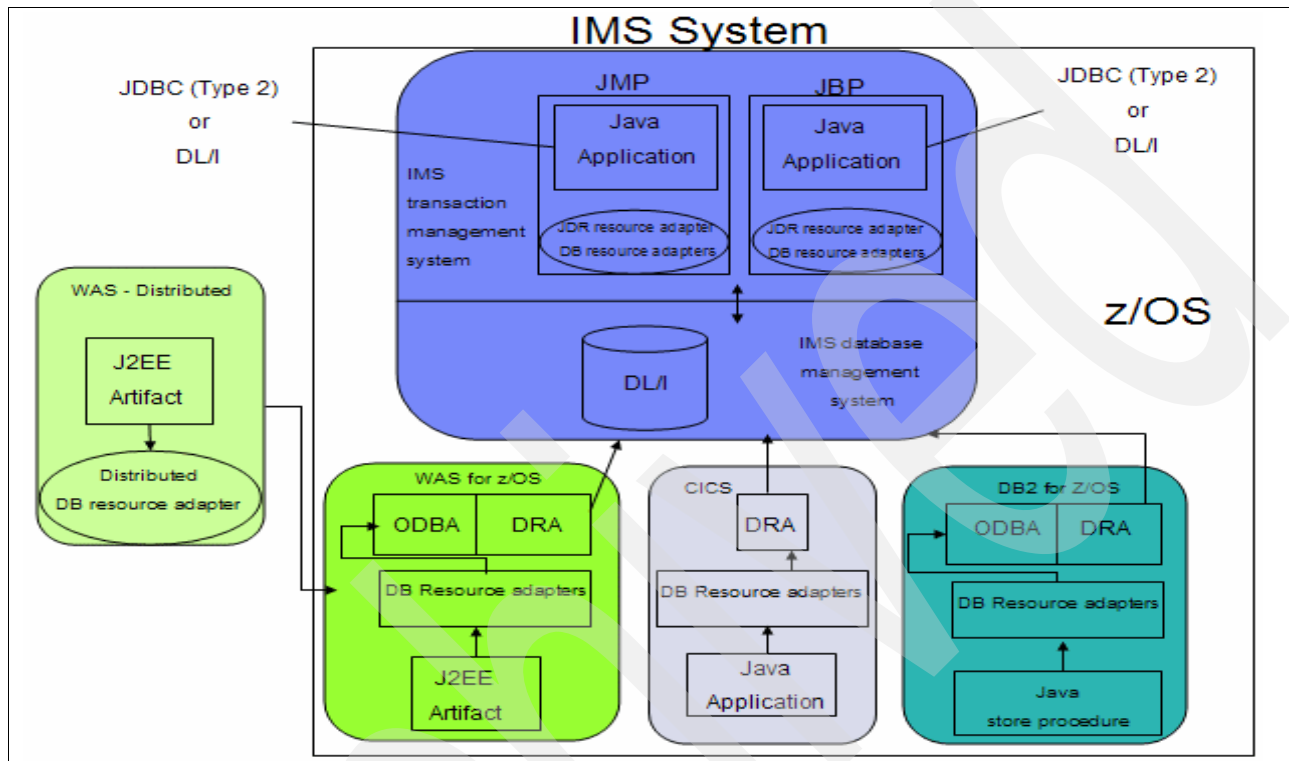 IMS System
JDBC (Type 2)
or
DL/I
JMP
Java
Application
JDR resource adapter
DB resource adapters
JBP
Java
Application
JDR resource adapter
DB resource adapters
JDBC (Type 2)
or
DL/I
IMS
transaction
management
system
z/OS
WAS - Distributed
J2EE
Artifact
Distributed
DB resource adapter
DL/I
IMS database
management
system
WAS for z/OS
ODBA
DRA
DB Resource adapters
J2EE
Artifact
CICS
DRA
DB Resource adapters
Java
Application
DB2 for Z/OS
ODBA
DRA
DB Resource adapters
Java
store procedure